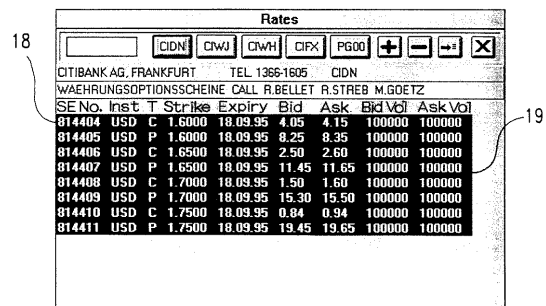 Rates
18
CIDN CIWJ CIWH CIFX PG00 + − →≡ X
CITIBANK AG, FRANKFURT TEL 1366-1605 CIDN
WAEHRUNGSOPTIONSSCHEINE CALL R.BELLET R.STREB M.GOETZ
SE No. Inst T Strike Expiry Bid Ask Bid Vol Ask Vol
814404 USD C 1.6000 18.09.95 4.05 4.15 100000 100000
19
814405 USD P 1.6000 18.09.95 8.25 8.35 100000 100000
814406 USD C 1.6500 18.09.95 2.50 2.60 100000 100000
814407 USD P 1.6500 18.09.95 11.45 11.65 100000 100000
814408 USD C 1.7000 18.09.95 1.50 1.60 100000 100000
814409 USD P 1.7000 18.09.95 15.30 15.50 100000 100000
814410 USD C 1.7500 18.09.95 0.84 0.94 100000 100000
814411 USD P 1.7500 18.09.95 19.45 19.65 100000 100000